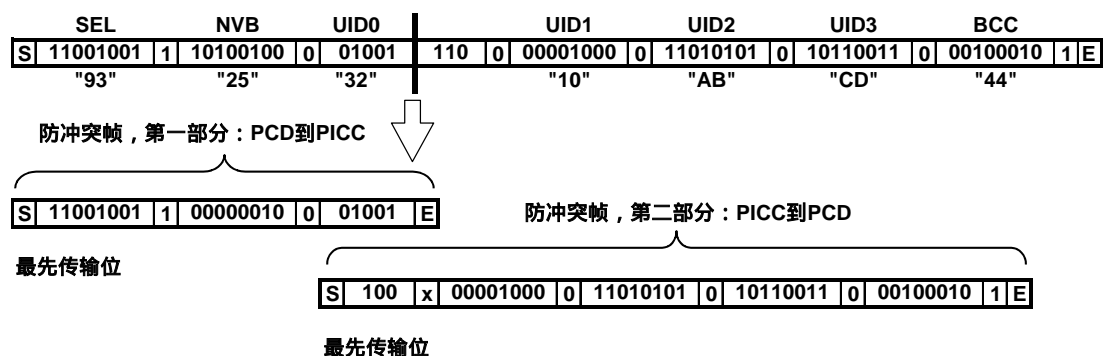 SEL NVB UID0 UID1 UID2 UID3 BCC
S 11001001 1 10100100 0 01001 110 0 00001000 0 11010101 0 10110011 0 00100010 1 E
"93" "25" "32" "10" "AB" "CD" "44"
防冲突帧，第一部分：PCD到PICC
S 11001001 1 00000010 0 01001 E
防冲突帧，第二部分：PICC到PCD
最先传输位
S 100 x 00001000 0 11010101 0 10110011 0 00100010 1 E
最先传输位